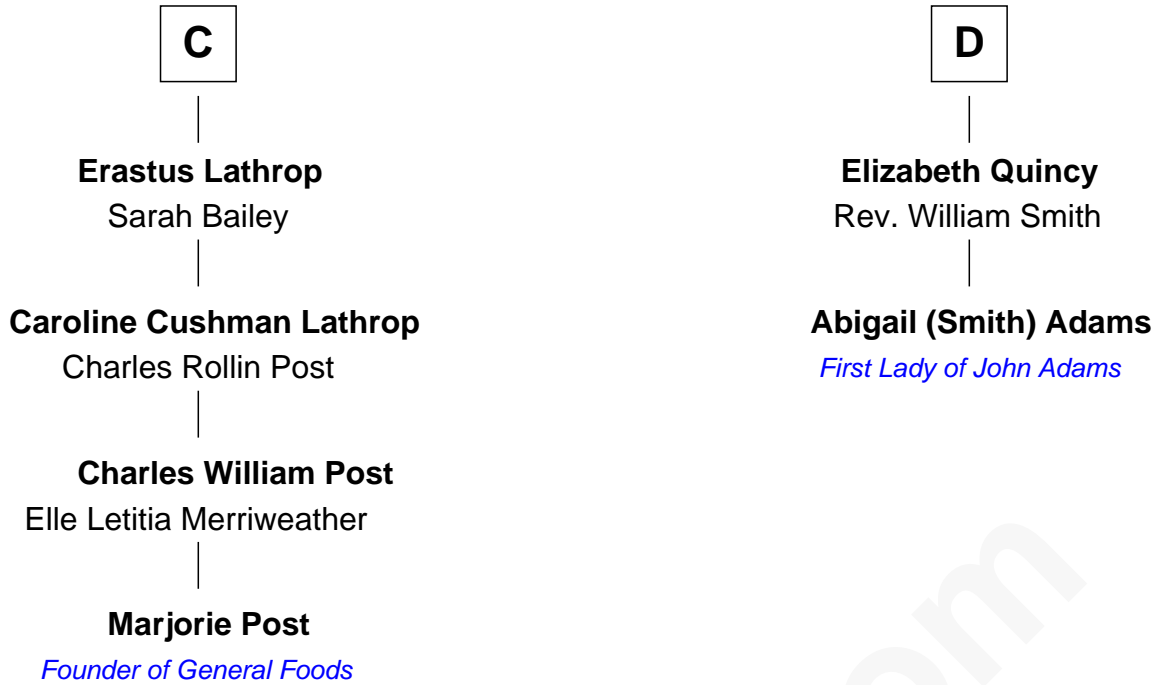 C
Erastus Lathrop
Sarah Bailey
Caroline Cushman Lathrop
Charles Rollin Post
Charles William Post
Elle Letitia Merriweather
Marjorie Post
Founder of General Foods
D
Elizabeth Quincy
Rev. William Smith
Abigail (Smith) Adams
First Lady of John Adams
om